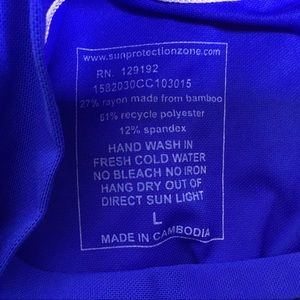 www.sunprotectionzone.com
RN. 129192
1582030CC103015
27% rayon made from bamboo
61% recycle polyester
12% spandex
HAND WASH IN
FRESH COLD WATER
NO BLEACH NO IRON
HANG DRY OUT OF
DIRECT SUN LIGHT
L
MADE IN CAMBODIA